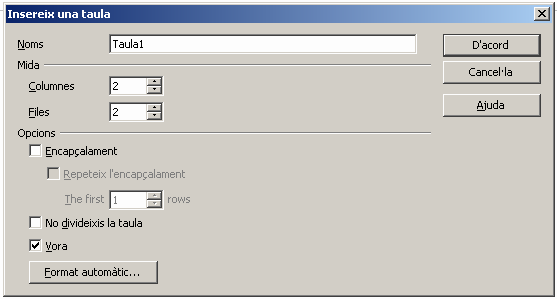 Insereix una taula
Noms Taula1 D'acord
Mida Cancel·la
Columnes 2
Ajuda
Files 2
Opcions
Encapçalament
Repeteix l'encapçalament
The first 1 rows
No divideixis la taula
Vora
Format automàtic...